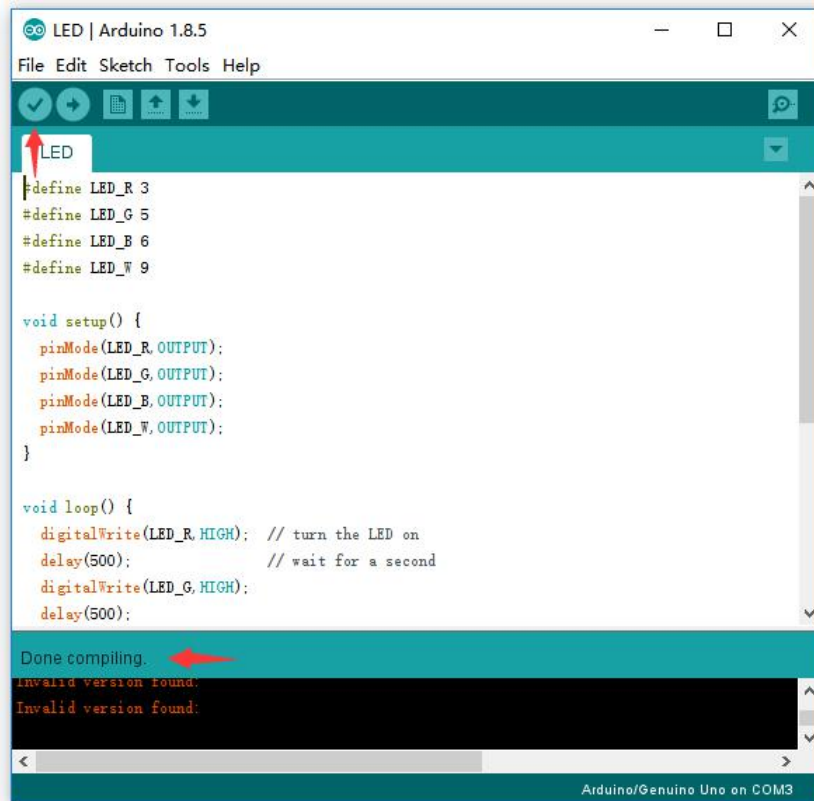 LED | Arduino 1.8.5
File Edit Sketch Tools Help
LED
#define LED_R 3
#define LED_G 5
#define LED_B 6
#define LED_W 9
void setup() {
  pinMode(LED_R,OUTPUT);
  pinMode(LED_G,OUTPUT);
  pinMode(LED_B,OUTPUT);
  pinMode(LED_W,OUTPUT);
}
void loop() {
  digitalWrite(LED_R,HIGH);  // turn the LED on
  delay(500);                // wait for a second
  digitalWrite(LED_G,HIGH);
  delay(500);
Done compiling.
Invalid version found:
Invalid version found:
Arduino/Genuino Uno on COM3